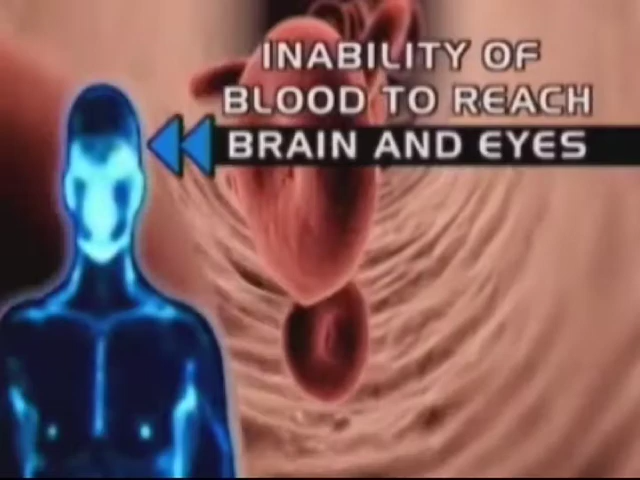 INABILITY OF
BLOOD TO REACH
BRAIN AND EYES